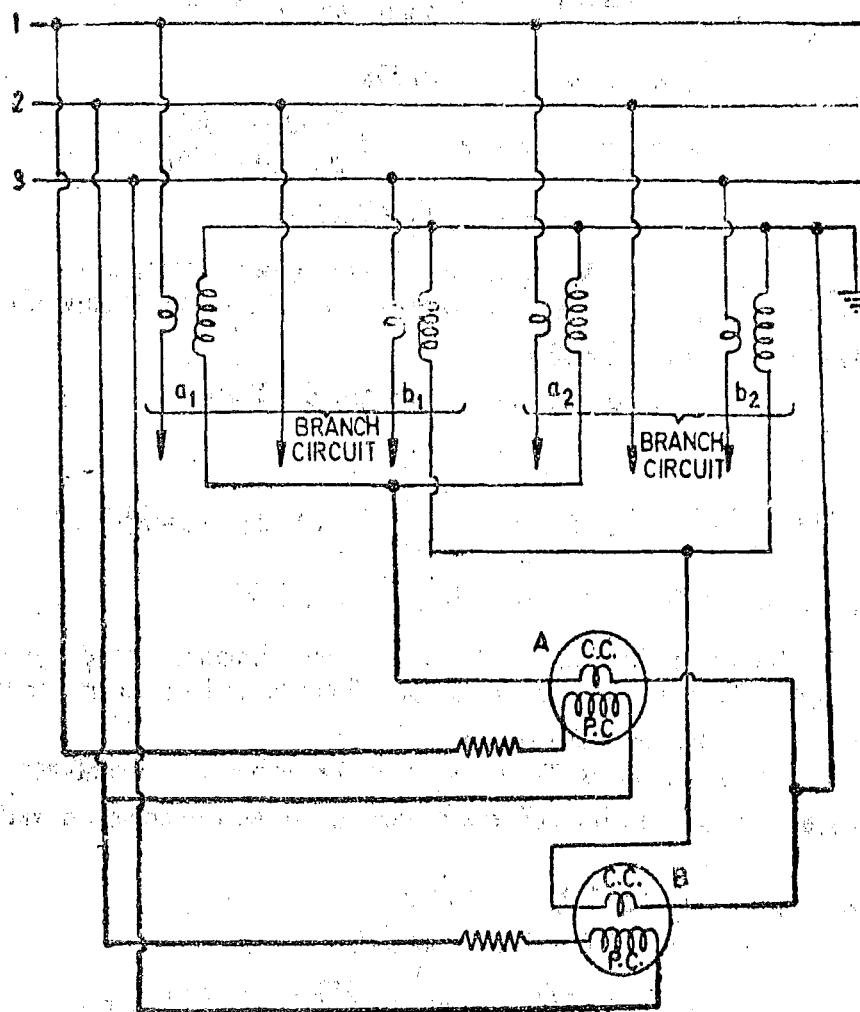 1
2
3
a1
b1
a2
b2
BRANCH
CIRCUIT
BRANCH
CIRCUIT
A
C.C.
P.C
C.C.
B
P.C.